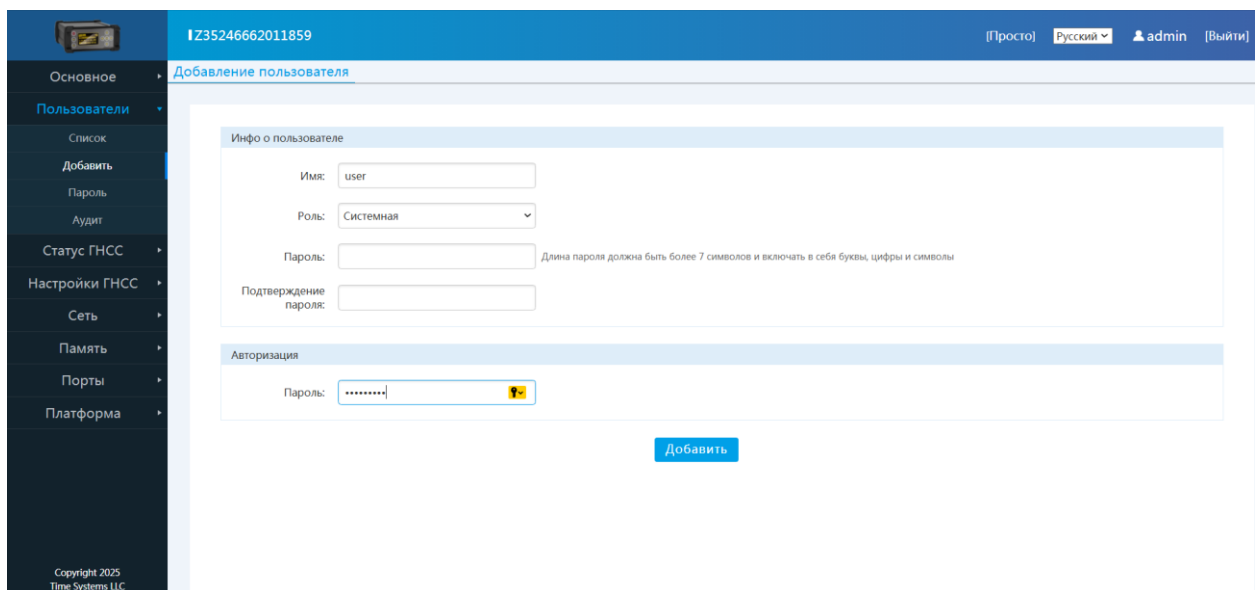 Z35246662011859
[Просто]
Русский
admin
[Выйти]
Основное
Добавление пользователя
Пользователи
Список
Добавить
Пароль
Аудит
Статус ГНСС
Настройки ГНСС
Сеть
Память
Порты
Платформа
Copyright 2025
Time Systems LLC
Инфо о пользователе
Имя: user
Роль: Системная
Пароль: Длина пароля должна быть более 7 символов и включать в себя буквы, цифры и символы
Подтверждение
пароля:
Авторизация
Пароль: •••••••••
Добавить